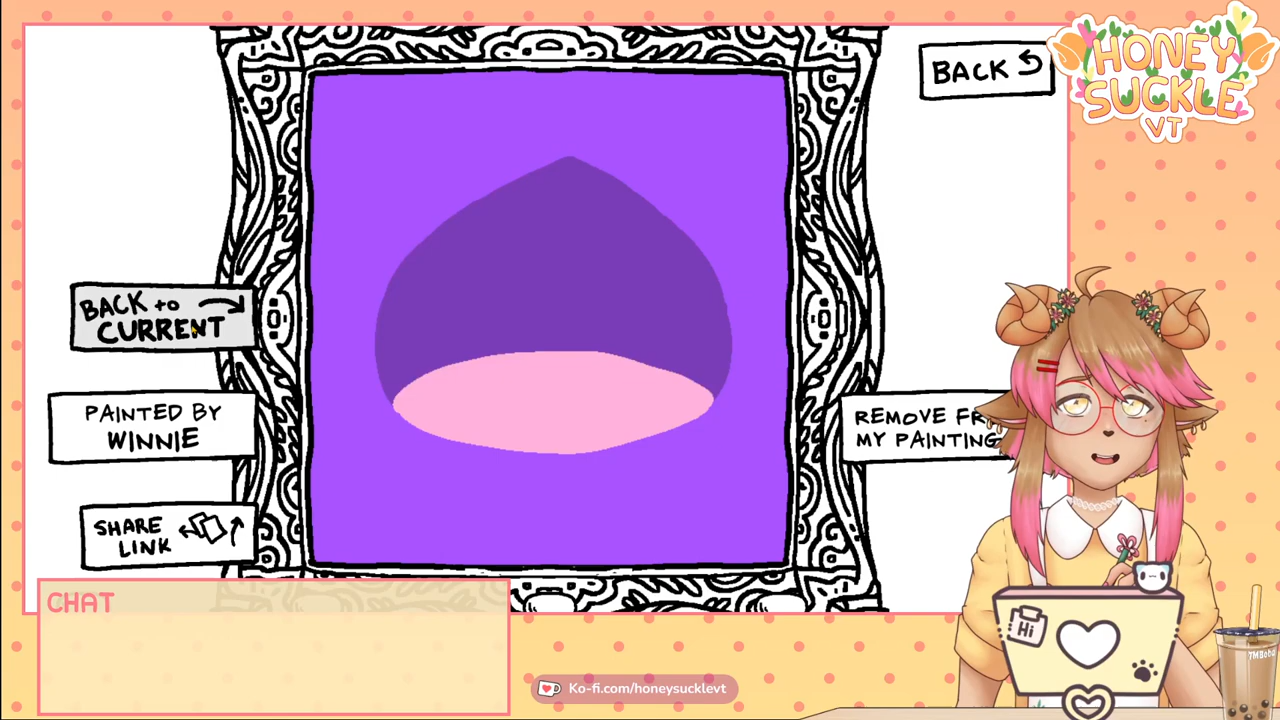 BACK
HONEY
SUCKLE
VT
BACK to
CURRENT
PAINTED BY
WINNIE
REMOVE FR
MY PAINTING
SHARE
LINK
CHAT
Hi
TMBoba
Ko-fi.com/honeysucklevt